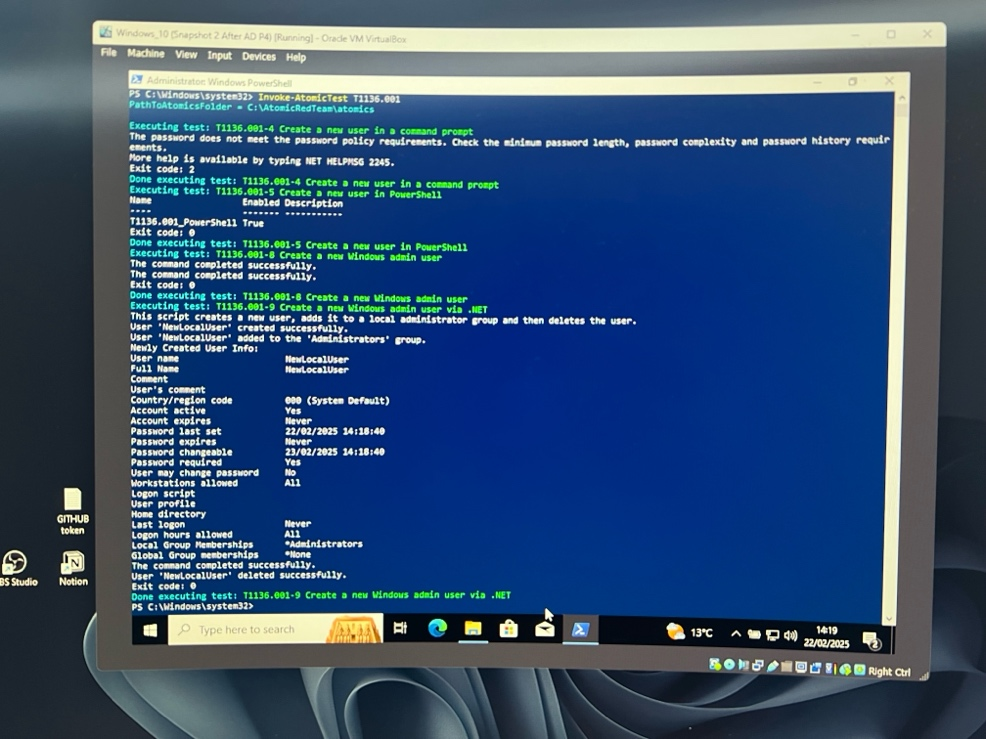 Windows_10 (Snapshot 2 After AD P4) [Running] - Oracle VM VirtualBox
File Machine View Input Devices Help
Administrator: Windows PowerShell
PS C:\Windows\system32> Invoke-AtomicTest T1136.001
PathToAtomicsFolder = C:\AtomicRedTeam\atomics
Executing test: T1136.001-4 Create a new user in a command prompt
The password does not meet the password policy requirements. Check the minimum password length, password complexity and password history requir
ements.
More help is available by typing NET HELPMSG 2245.
Exit code: 2
Done executing test: T1136.001-4 Create a new user in a command prompt
Executing test: T1136.001-5 Create a new user in PowerShell
Name Enabled Description
---- ------- -----------
T1136.001_PowerShell True
Exit code: 0
Done executing test: T1136.001-5 Create a new user in PowerShell
Executing test: T1136.001-8 Create a new Windows admin user
The command completed successfully.
The command completed successfully.
Exit code: 0
Done executing test: T1136.001-8 Create a new Windows admin user
Executing test: T1136.001-9 Create a new Windows admin user via .NET
This script creates a new user, adds it to a local administrator group and then deletes the user.
User 'NewLocalUser' created successfully.
User 'NewLocalUser' added to the 'Administrators' group.
Newly Created User Info:
User name NewLocalUser
Full Name NewLocalUser
Comment
User's comment
Country/region code 000 (System Default)
Account active Yes
Account expires Never
Password last set 22/02/2025 14:18:40
Password expires Never
Password changeable 23/02/2025 14:18:40
Password required Yes
User may change password No
Workstations allowed All
Logon script
User profile
Home directory
Last logon Never
Logon hours allowed All
Local Group Memberships *Administrators
Global Group memberships *None
The command completed successfully.
User 'NewLocalUser' deleted successfully.
Exit code: 0
Done executing test: T1136.001-9 Create a new Windows admin user via .NET
PS C:\Windows\system32>
Type here to search
13°C
14:19
22/02/2025
2
Right Ctrl
GITHUB
token
BS Studio
Notion